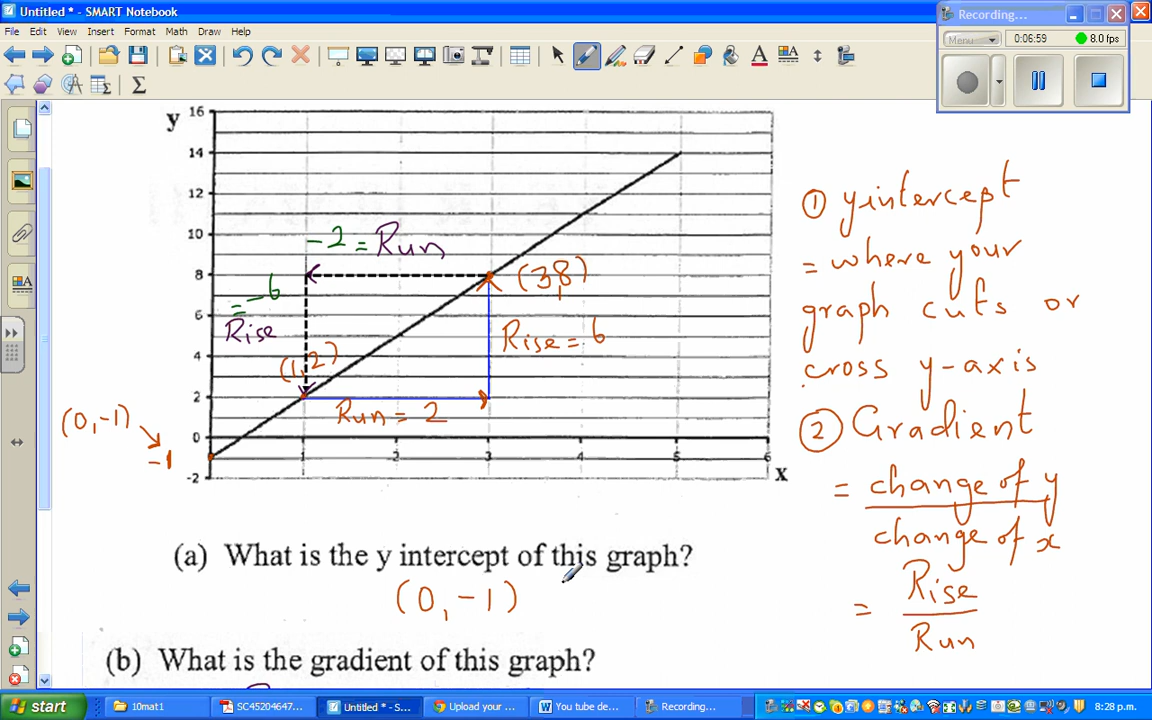 Untitled * - SMART Notebook
File Edit View Insert Format Math Draw Help
Recording...
Menu
0:06:59
8.0 fps
y
16
14
12
10
8
6
4
2
0
-2
1 2 3 4 5 6
x
-2 = Run
= -6
Rise
(3,8)
Rise = 6
(1,2)
Run = 2
(0,-1)
-1
① y intercept
= where your
graph cuts or
cross y-axis
② Gradient
= change of y
change of x
= Rise
Run
(a) What is the y intercept of this graph?
(0, -1)
(b) What is the gradient of this graph?
start
10mat1
SC45204647...
Untitled * - S...
Upload your ...
You tube de...
Recording...
8:28 p.m.